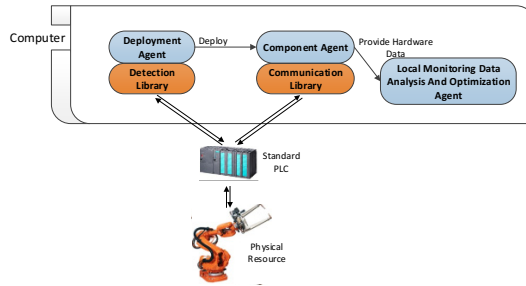 Computer
Deployment
Agent
Deploy
Component Agent
Provide Hardware
Data
Detection
Library
Communication
Library
Local Monitoring Data
Analysis And Optimization
Agent
Standard
PLC
Physical
Resource